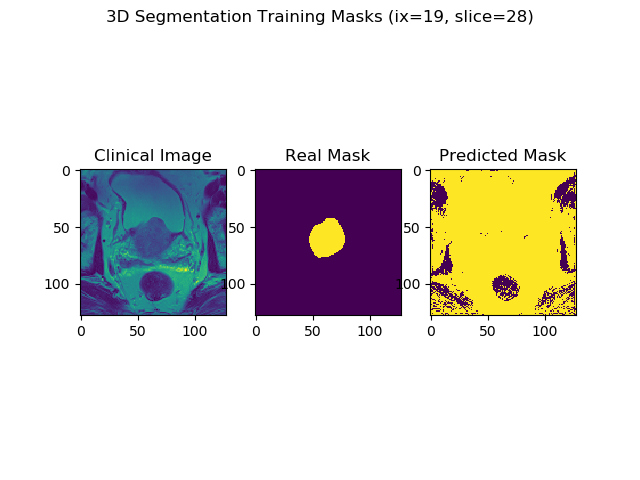 3D Segmentation Training Masks (ix=19, slice=28)
Clinical Image Real Mask Predicted Mask
0 0 0
50 50 50
100 100 100
0 50 100 0 50 100 0 50 100